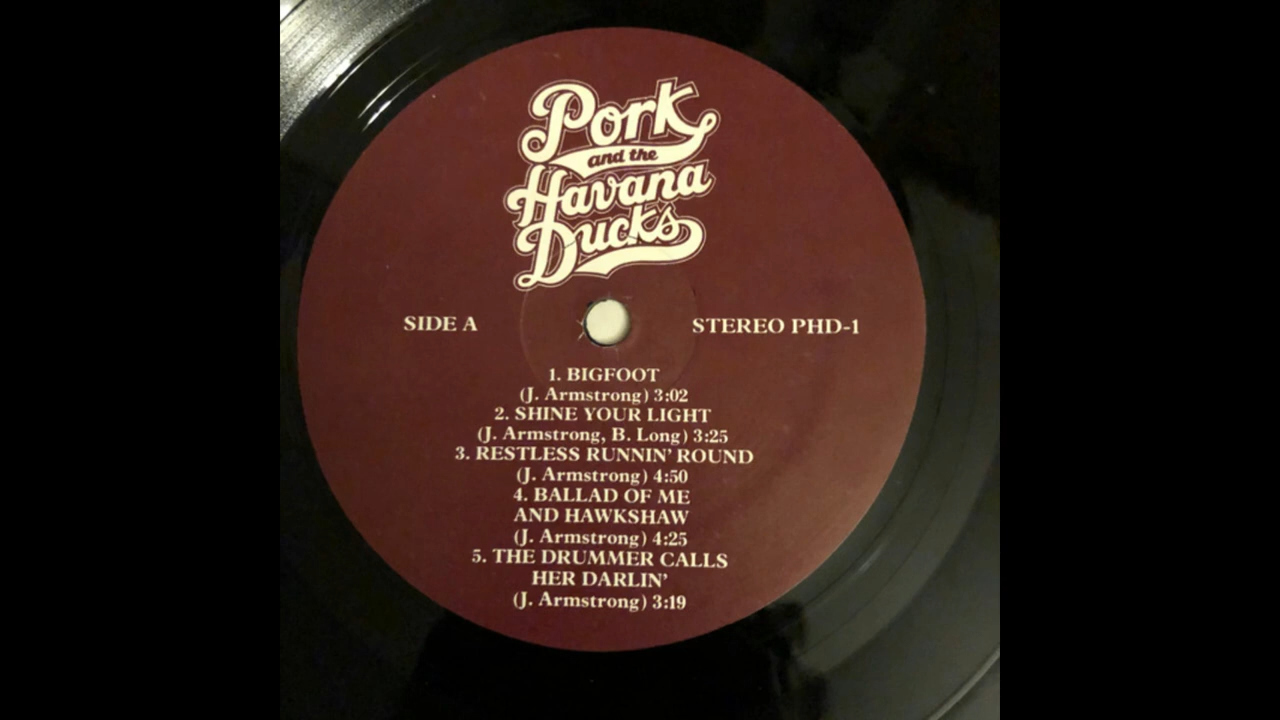 Pork
and the
Havana
Ducks
SIDE A
STEREO PHD-1
1. BIGFOOT
(J. Armstrong) 3:02
2. SHINE YOUR LIGHT
(J. Armstrong, B. Long) 3:25
3. RESTLESS RUNNIN' ROUND
(J. Armstrong) 4:50
4. BALLAD OF ME
AND HAWKSHAW
(J. Armstrong) 4:25
5. THE DRUMMER CALLS
HER DARLIN'
(J. Armstrong) 3:19